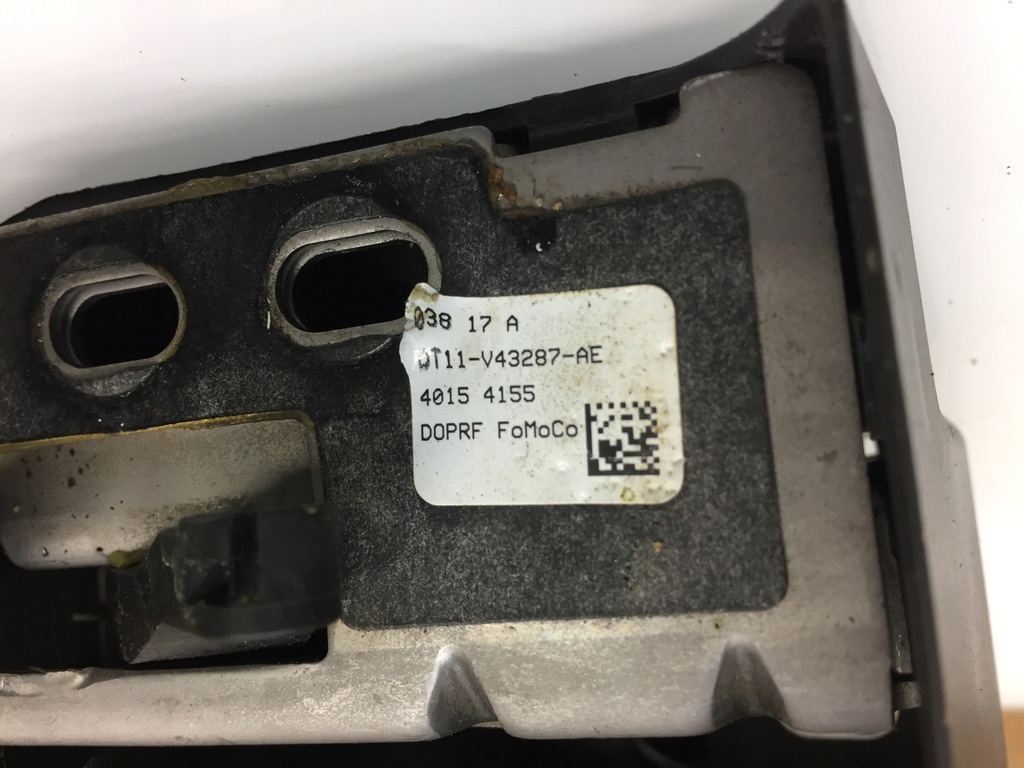 038 17 A
DT11-V43287-AE
4015 4155
DOPRF FoMoCo